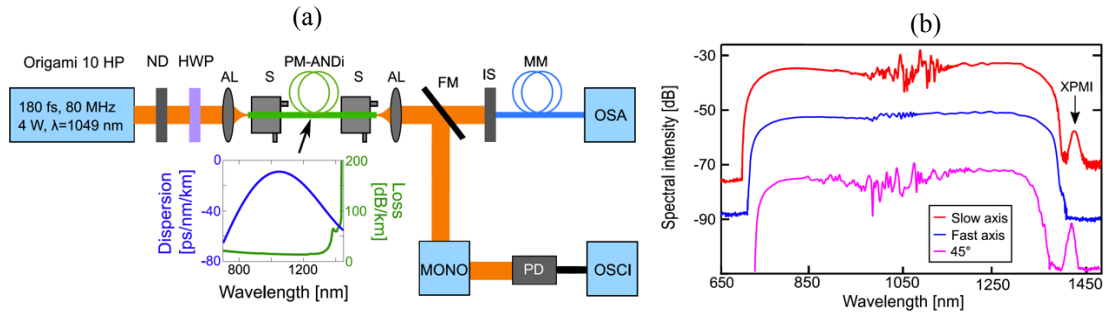 (a)
Origami 10 HP
ND
HWP
AL
S
PM-ANDi
S
AL
FM
IS
MM
180 fs, 80 MHz
4 W, λ=1049 nm
OSA
Dispersion
[ps/nm/km]
0
-40
-80
200
100
0
Loss
[dB/km]
800
1200
Wavelength [nm]
MONO
PD
OSCI
(b)
Spectral intensity [dB]
-30
-50
-70
-90
XPMI
Slow axis
Fast axis
45°
650
850
1050
1250
1450
Wavelength [nm]